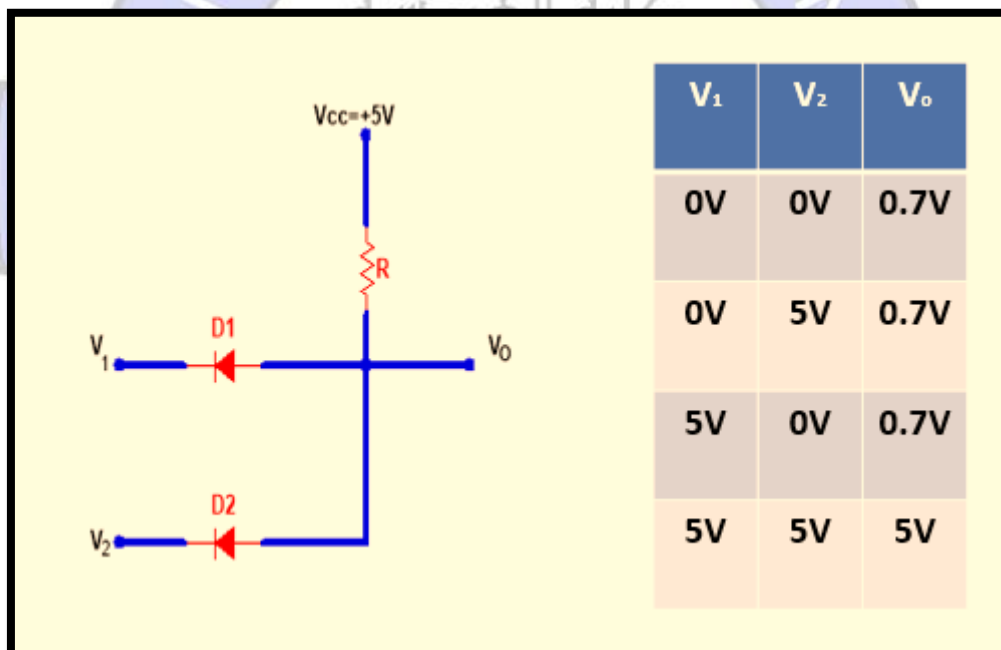 Vcc=+5V
R
D1
V₁
V₀
D2
V₂
V₁ V₂ Vₒ
0V 0V 0.7V
0V 5V 0.7V
5V 0V 0.7V
5V 5V 5V